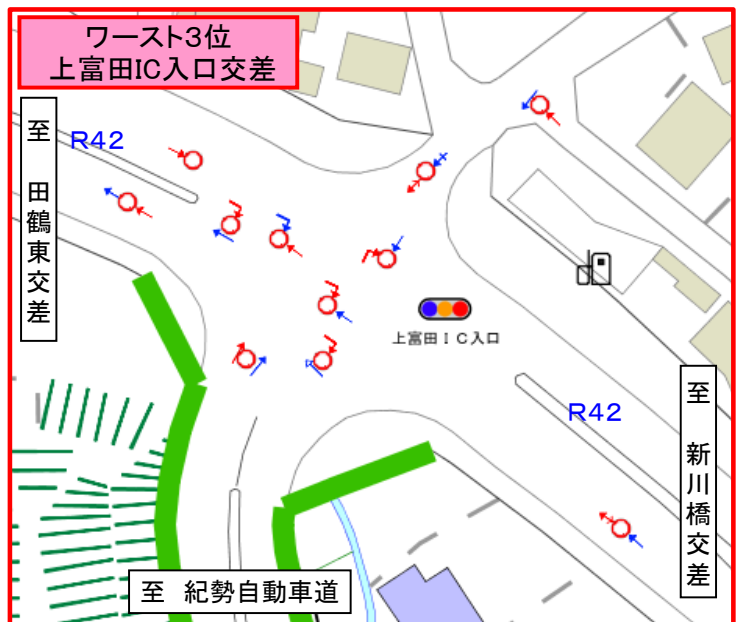 ワースト3位
上富田IC入口交差
至 田鶴東交差
R42
上富田IC入口
R42
至 新川橋交差
至 紀勢自動車道